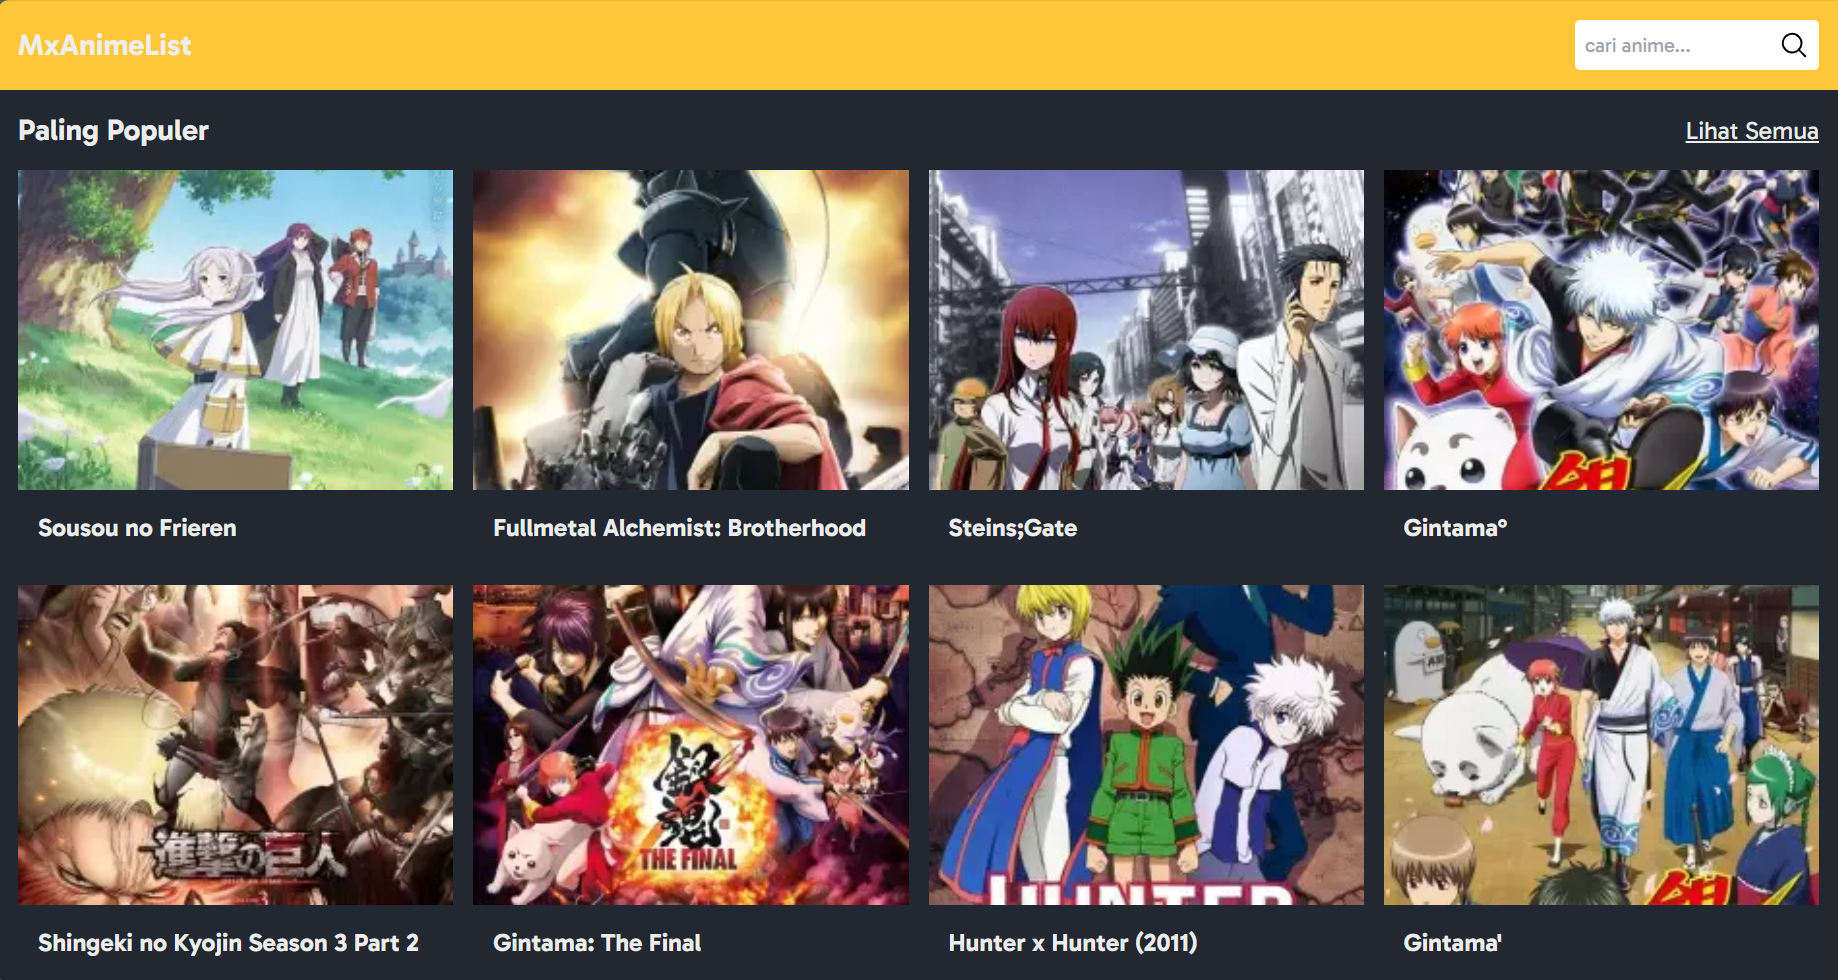 MxAnimeList
cari anime...
Paling Populer
Lihat Semua
Sousou no Frieren
Fullmetal Alchemist: Brotherhood
Steins;Gate
Gintama°
進撃の巨人
銀魂
THE FINAL
HUNTER
Shingeki no Kyojin Season 3 Part 2
Gintama: The Final
Hunter x Hunter (2011)
Gintama'